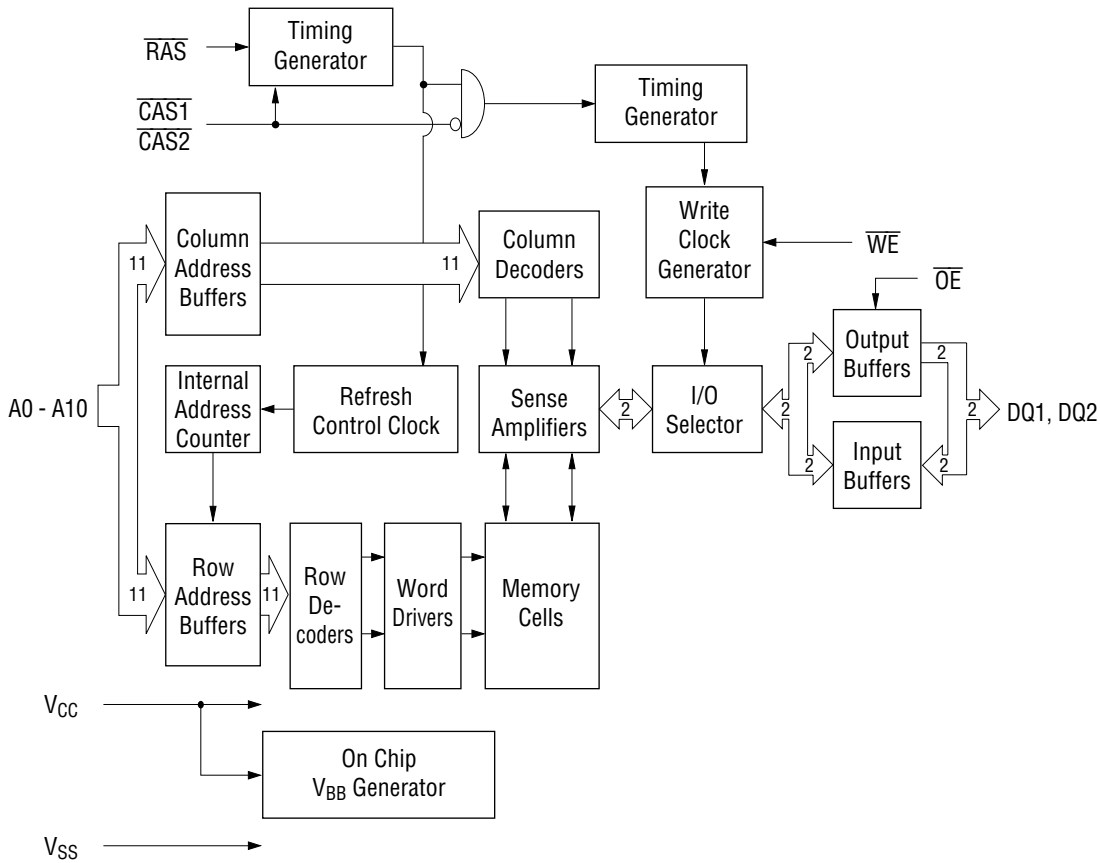 RAS
Timing
Generator
CAS1
CAS2
Timing
Generator
Column
Address
Buffers
11
11
Column
Decoders
Write
Clock
Generator
WE
OE
A0 - A10
Internal
Address
Counter
Refresh
Control Clock
Sense
Amplifiers
2
I/O
Selector
2
2
Output
Buffers
2
DQ1, DQ2
2
Input
Buffers
2
11
Row
Address
Buffers
11
Row
De-
coders
Word
Drivers
Memory
Cells
VCC
On Chip
VBB Generator
VSS